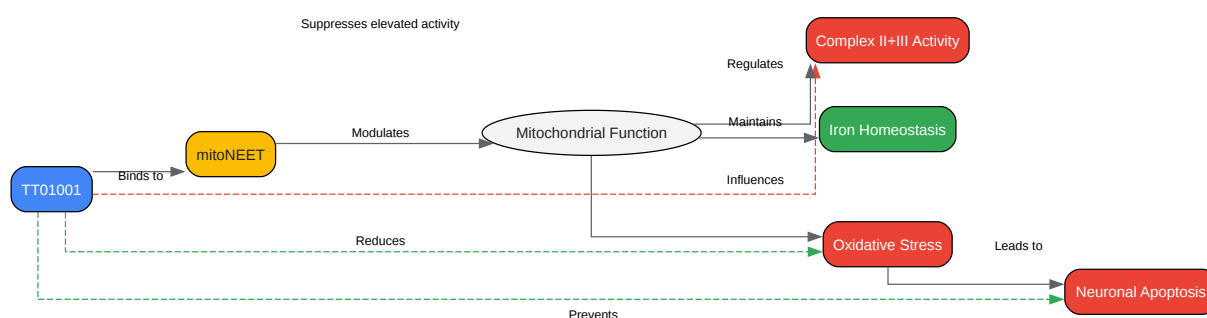 Suppresses elevated activity
Complex II+III Activity
Regulates
Maintains
Iron Homeostasis
Mitochondrial Function
Modulates
mitoNEET
Binds to
TT01001
Influences
Reduces
Oxidative Stress
Leads to
Neuronal Apoptosis
Prevents